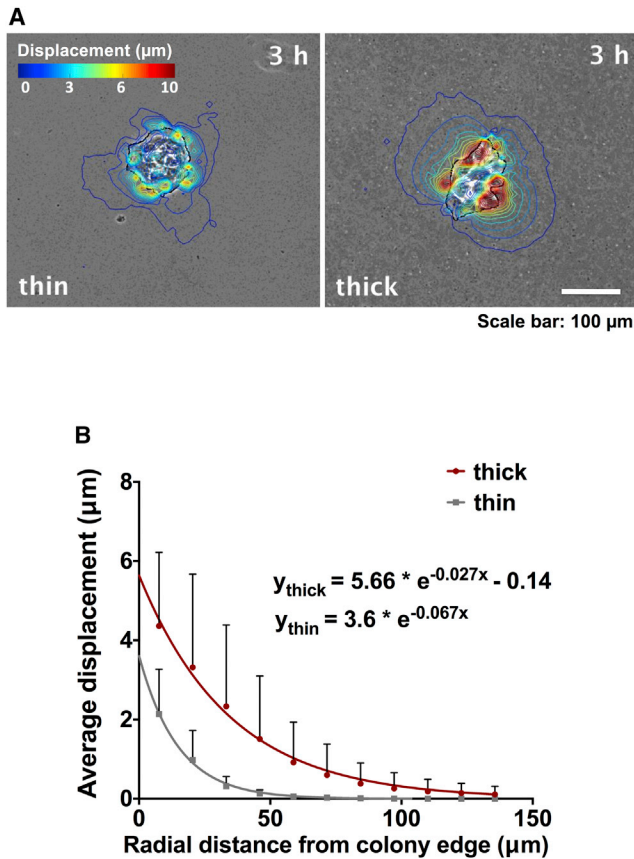 A
Displacement (µm)
0 3 6 10
3 h
thin
3 h
thick
Scale bar: 100 µm
B
Average displacement (µm)
8
6
4
2
0
thick
thin
y_thick = 5.66 * e^-0.027x - 0.14
y_thin = 3.6 * e^-0.067x
0 50 100 150
Radial distance from colony edge (µm)